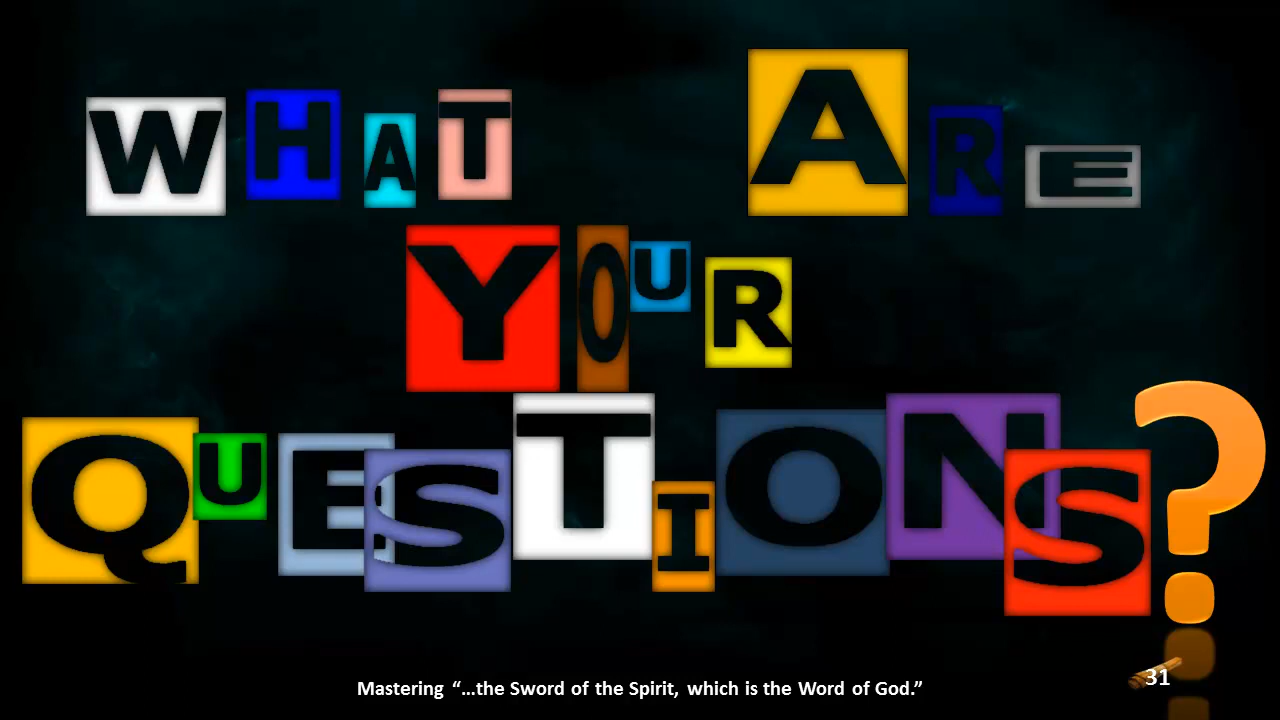 WHAT ARE
YOUR
QUESTIONS?
Mastering “…the Sword of the Spirit, which is the Word of God.”
31